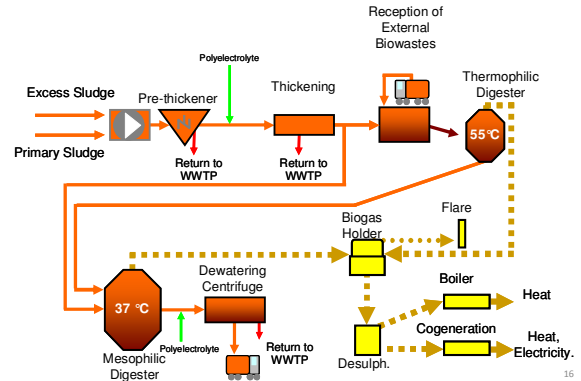 Reception of
External
Biowastes
Polyelectrolyte
Thermophilic
Digester
Excess Sludge
Pre-thickener
Thickening
55°C
Primary Sludge
Return to
WWTP
Return to
WWTP
Biogas
Holder
Flare
Dewatering
Centrifuge
Boiler
Heat
37 °C
Cogeneration
Heat,
Electricity.
Polyelectrolyte
Return to
WWTP
Mesophilic
Digester
Desulph.
16